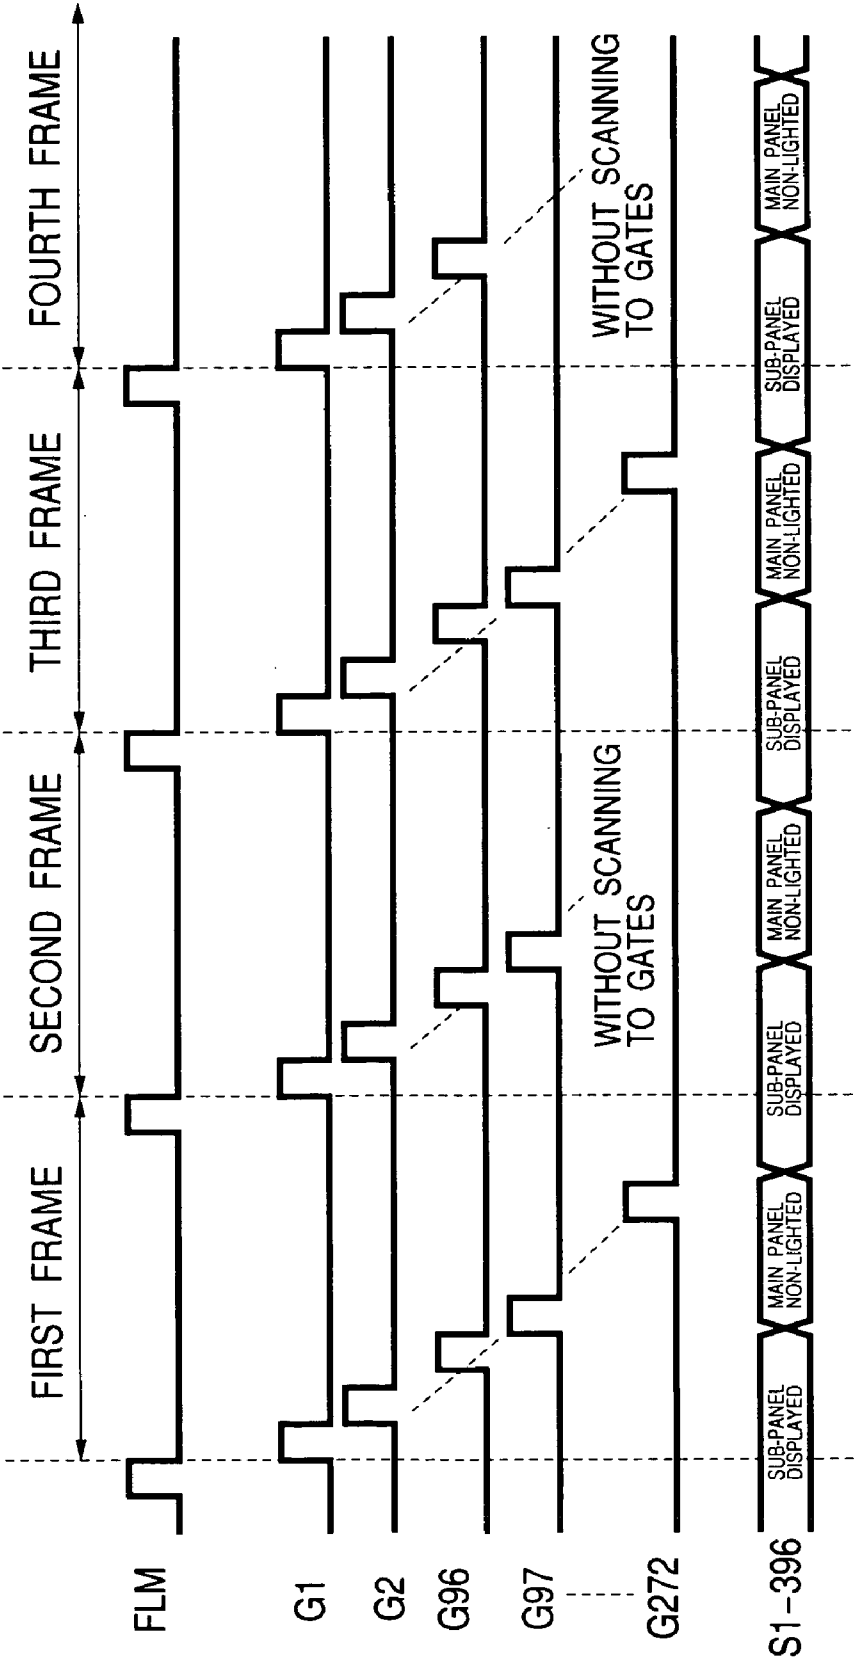 FIRST FRAME
SECOND FRAME
THIRD FRAME
FOURTH FRAME
FLM
G1
G2
G96
G97
G272
WITHOUT SCANNING
TO GATES
WITHOUT SCANNING
TO GATES
S1-396
SUB-PANEL
DISPLAYED
MAIN PANEL
NON-LIGHTED
SUB-PANEL
DISPLAYED
MAIN PANEL
NON-LIGHTED
SUB-PANEL
DISPLAYED
MAIN PANEL
NON-LIGHTED
SUB-PANEL
DISPLAYED
MAIN PANEL
NON-LIGHTED